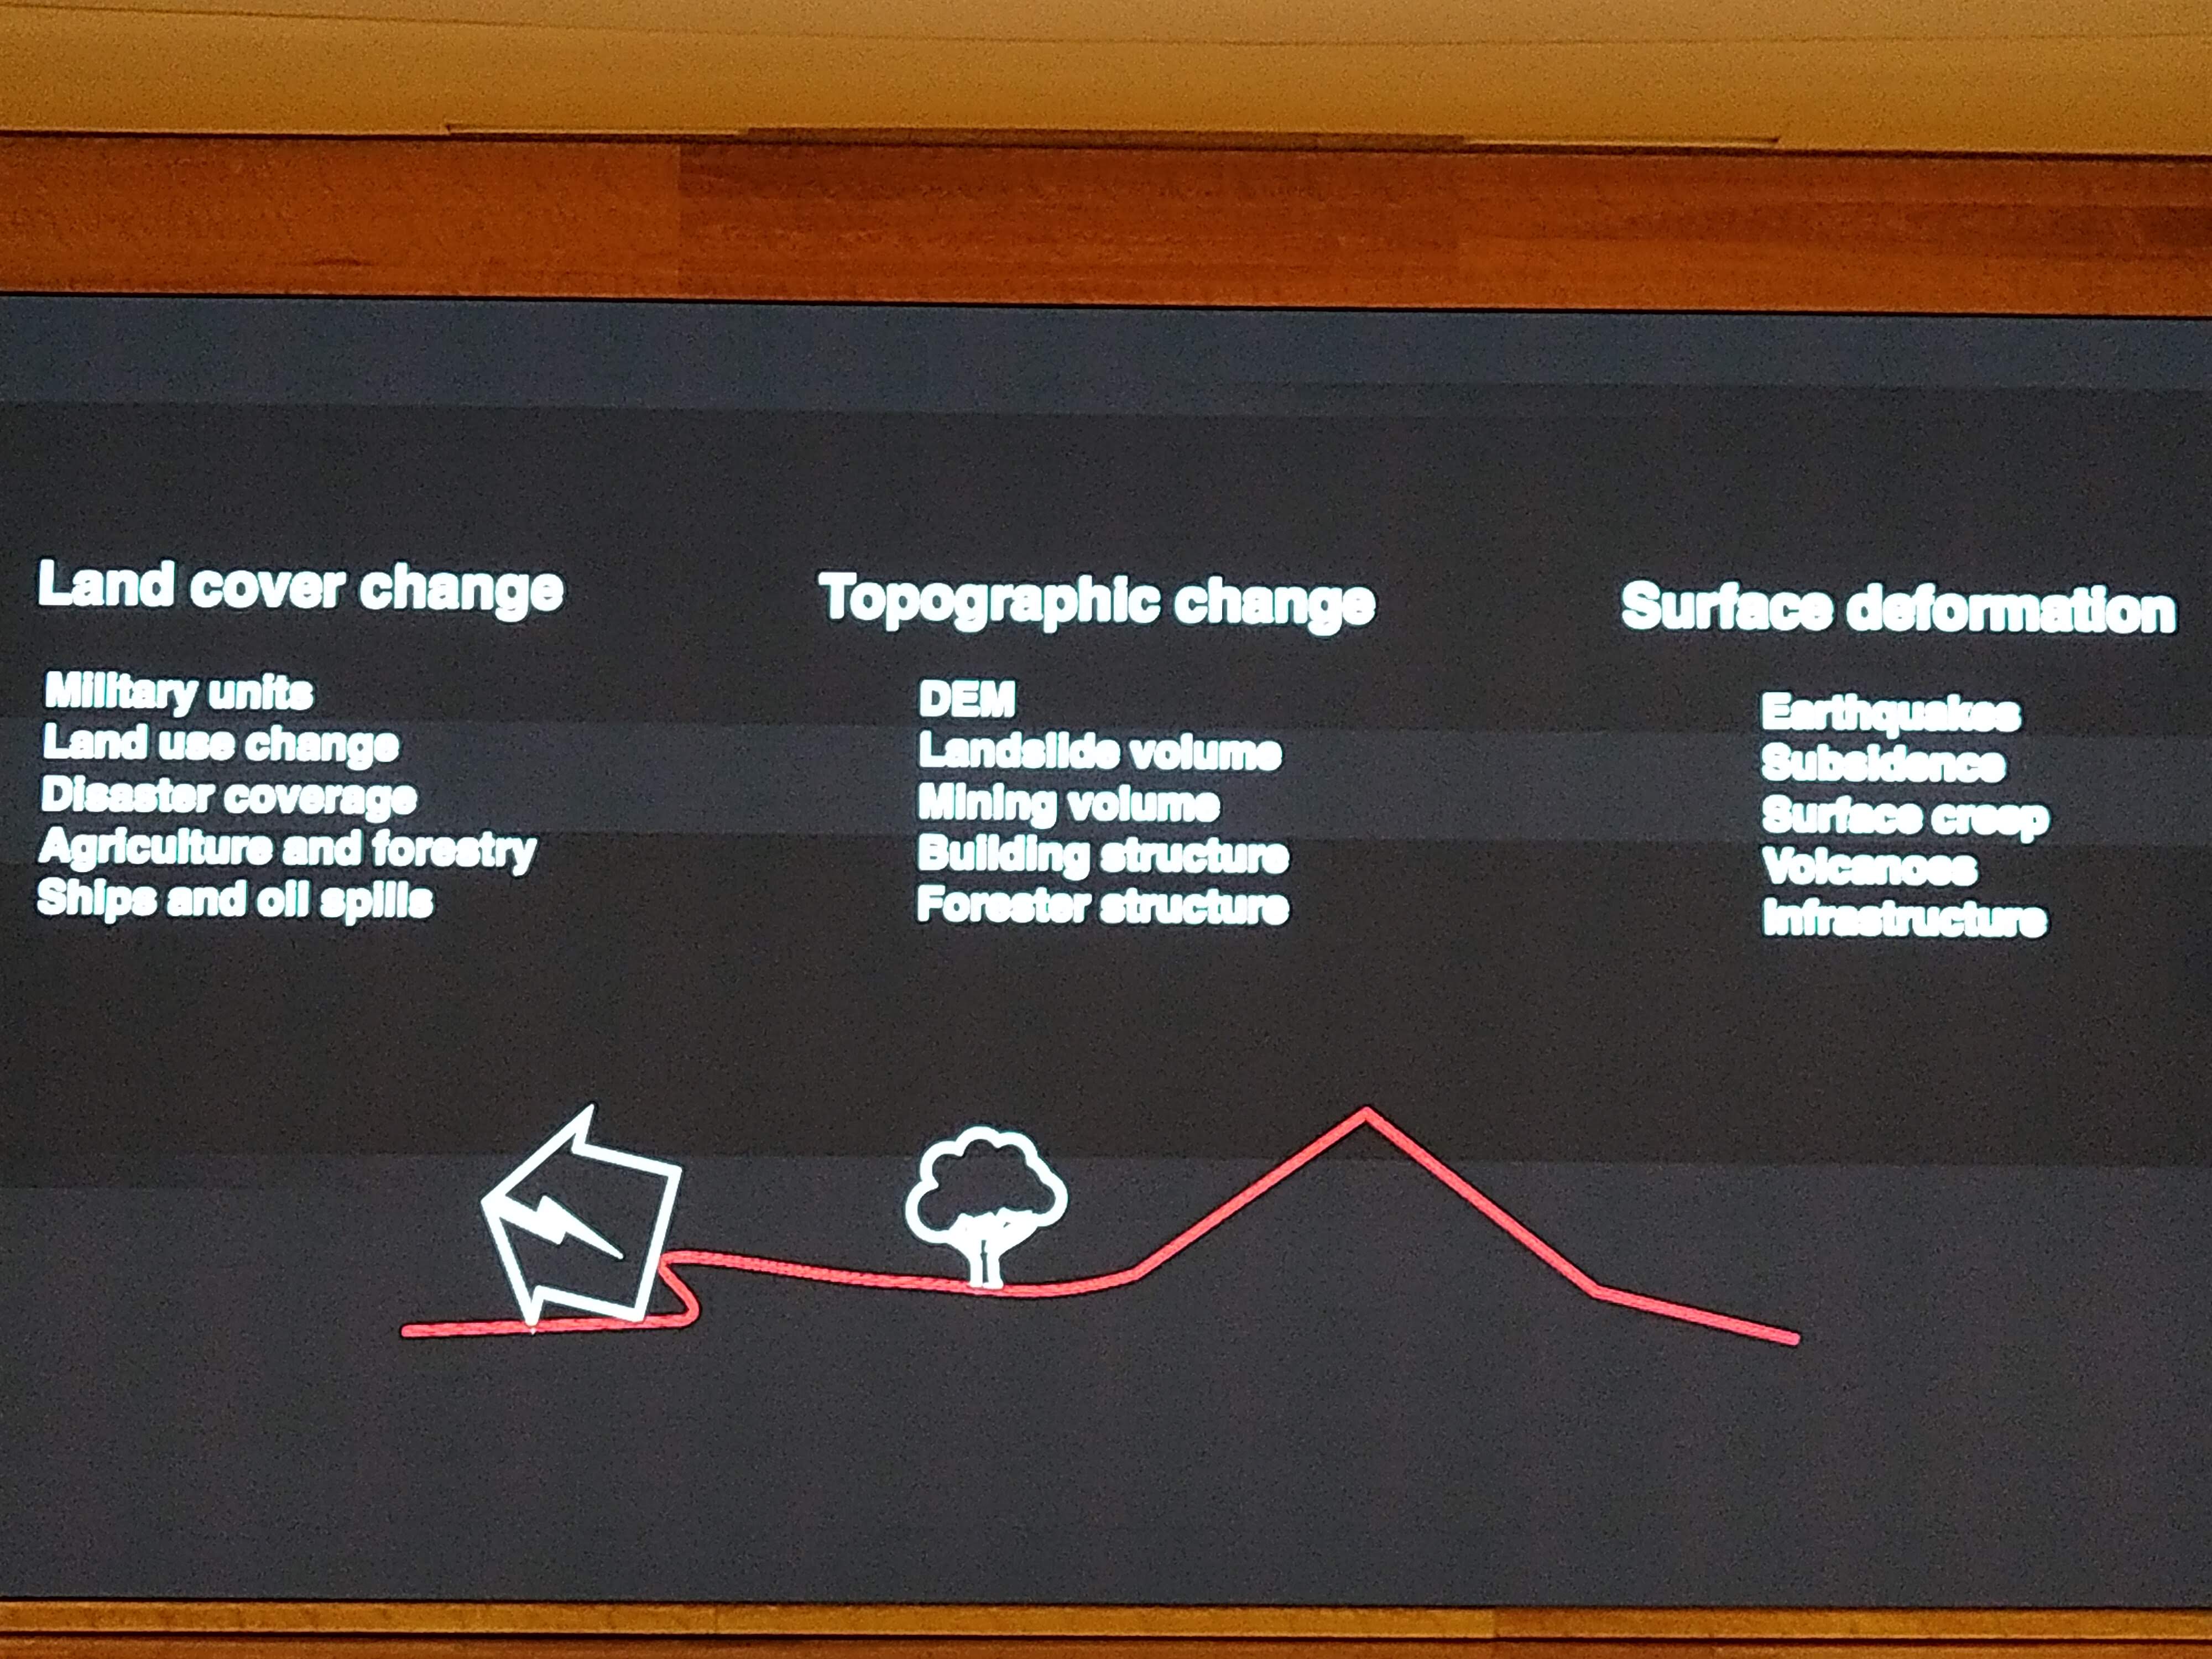 Land cover change
Military units
Land use change
Disaster coverage
Agriculture and forestry
Ships and oil spills
Topographic change
DEM
Landslide volume
Mining volume
Building structure
Forester structure
Surface deformation
Earthquakes
Subsidence
Surface creep
Volcanoes
Infrastructure